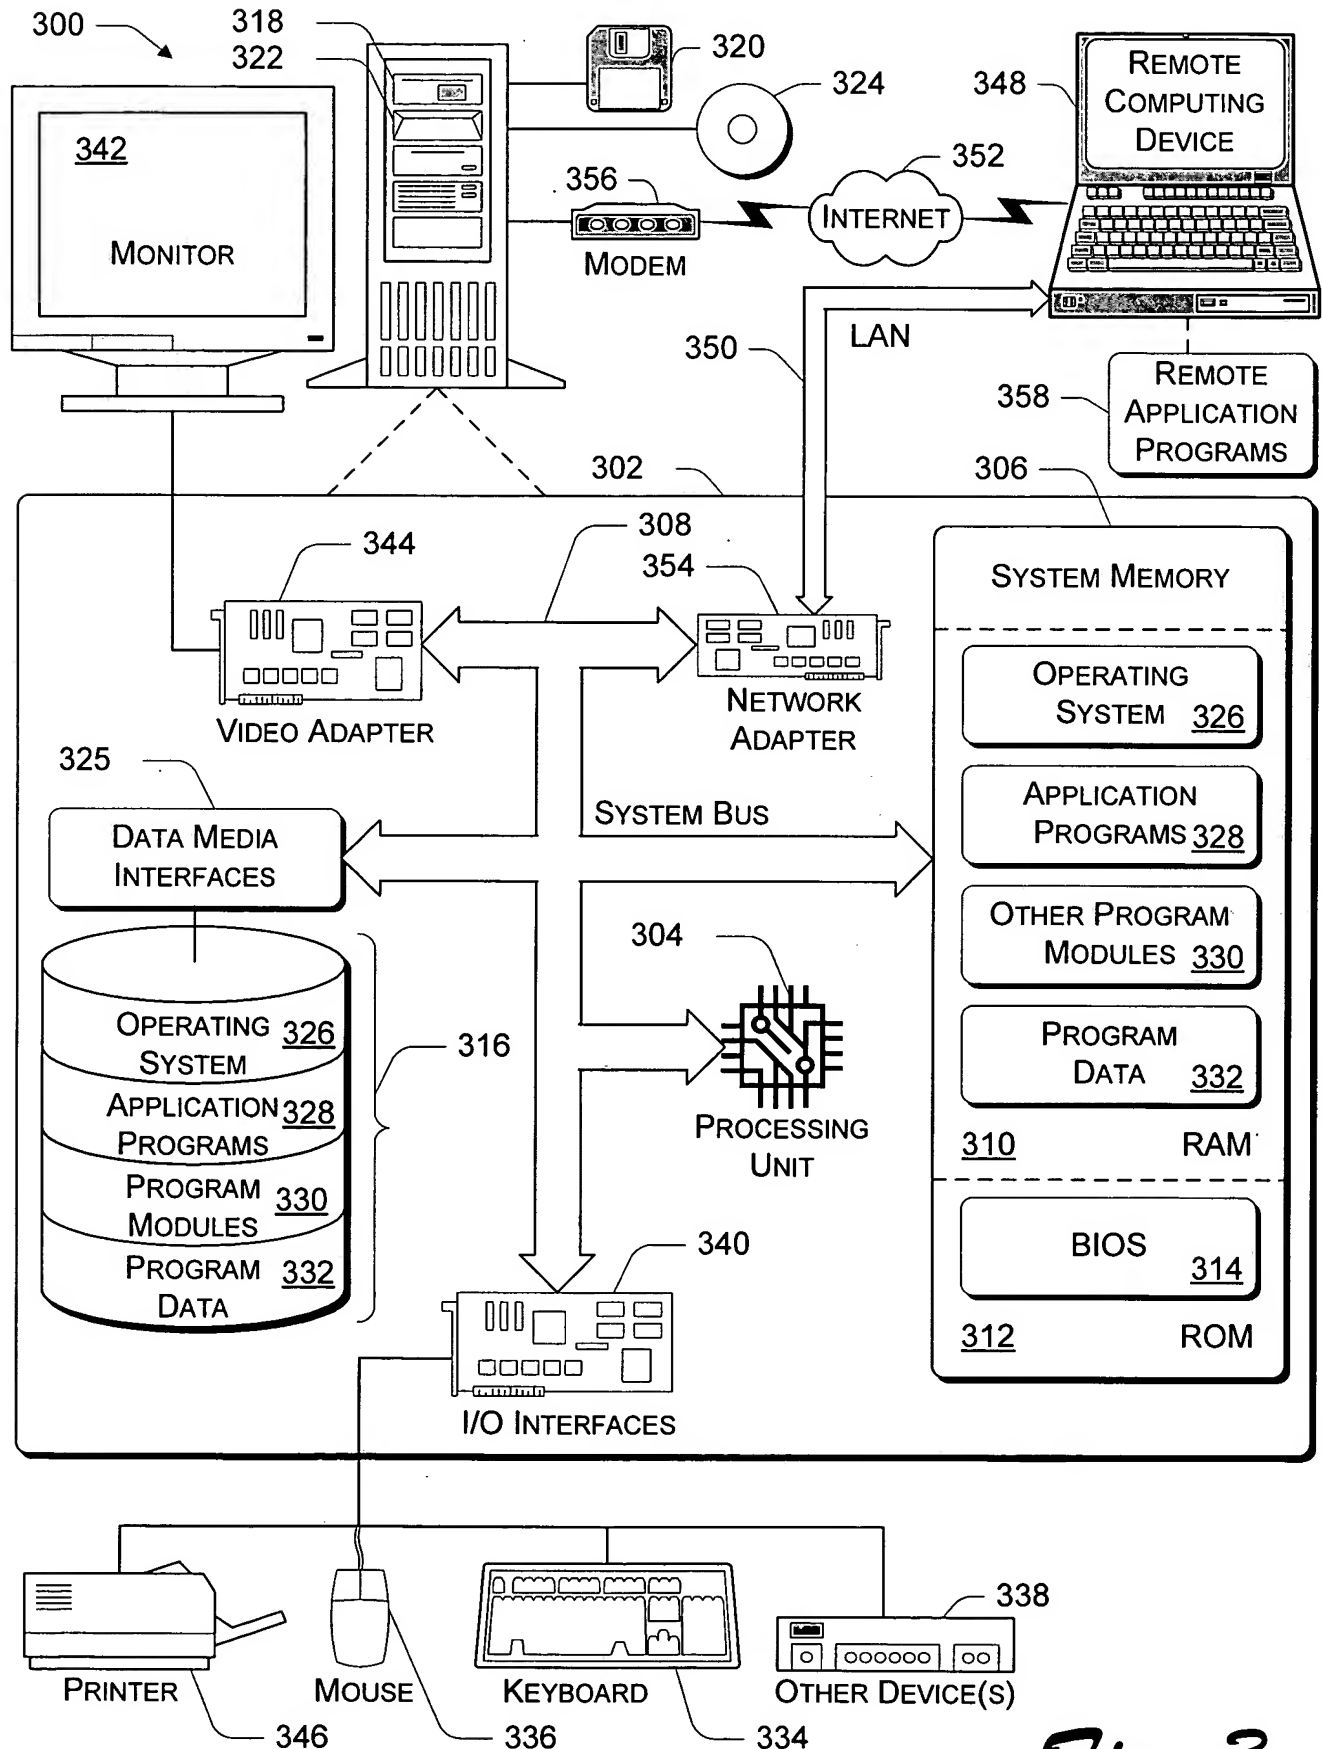 300
318
322
320
324
348
REMOTE
COMPUTING
DEVICE
342
MONITOR
356
MODEM
352
INTERNET
350
LAN
358
REMOTE
APPLICATION
PROGRAMS
302
306
344
308
354
SYSTEM MEMORY
VIDEO ADAPTER
NETWORK
ADAPTER
OPERATING
SYSTEM 326
325
DATA MEDIA
INTERFACES
SYSTEM BUS
APPLICATION
PROGRAMS 328
OTHER PROGRAM
MODULES 330
304
PROCESSING
UNIT
PROGRAM
DATA 332
310 RAM
OPERATING 326
SYSTEM
APPLICATION 328
PROGRAMS
PROGRAM 330
MODULES
PROGRAM 332
DATA
316
BIOS
314
312 ROM
340
I/O INTERFACES
PRINTER
346
MOUSE
336
KEYBOARD
334
338
OTHER DEVICE(S)
Fig. 3